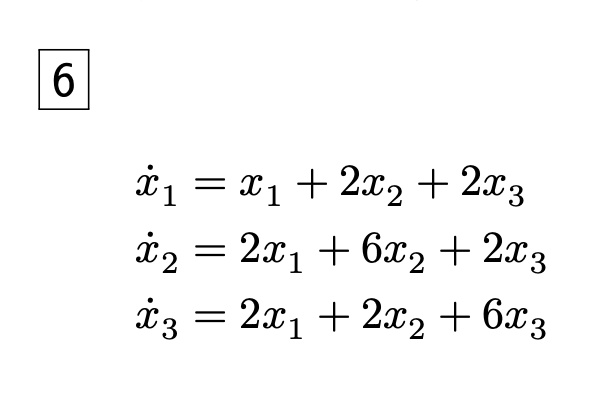 6
ẋ₁ = x₁ + 2x₂ + 2x₃
ẋ₂ = 2x₁ + 6x₂ + 2x₃
ẋ₃ = 2x₁ + 2x₂ + 6x₃